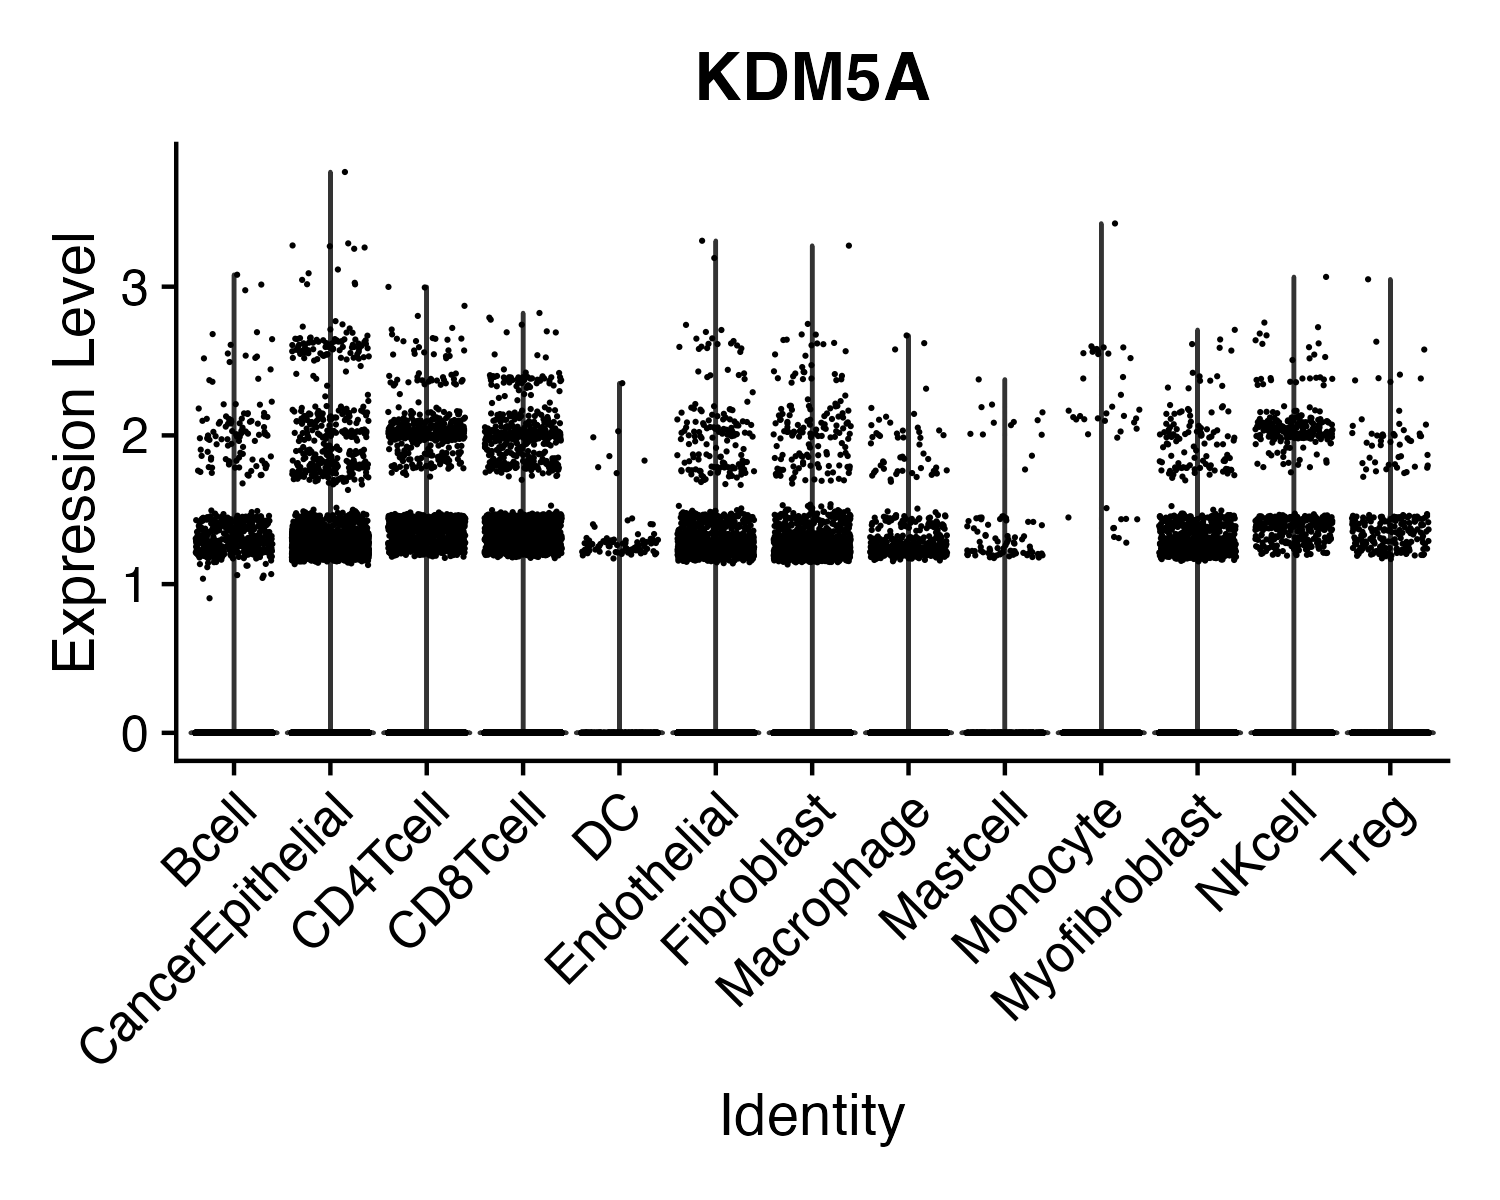 KDM5A
Expression Level
3
2
1
0
Bcell
CancerEpithelial
CD4Tcell
CD8Tcell
DC
Endothelial
Fibroblast
Macrophage
Mastcell
Monocyte
Myofibroblast
NKcell
Treg
Identity